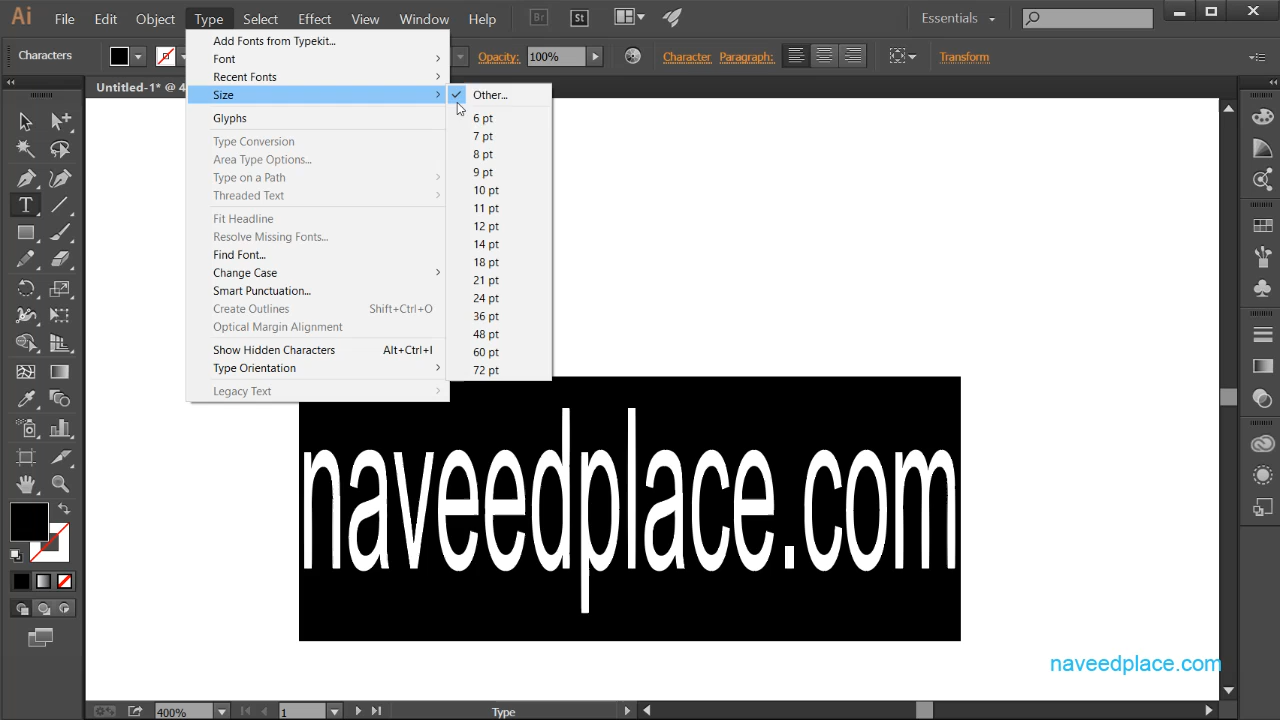 Ai File Edit Object Type Select Effect View Window Help Br St Essentials
Characters Opacity: 100% Character Paragraph: Transform
Untitled-1* @ 4
Add Fonts from Typekit...
Font
Recent Fonts
Size
Glyphs
Type Conversion
Area Type Options...
Type on a Path
Threaded Text
Fit Headline
Resolve Missing Fonts...
Find Font...
Change Case
Smart Punctuation...
Create Outlines Shift+Ctrl+O
Optical Margin Alignment
Show Hidden Characters Alt+Ctrl+I
Type Orientation
Legacy Text
Other...
6 pt
7 pt
8 pt
9 pt
10 pt
11 pt
12 pt
14 pt
18 pt
21 pt
24 pt
36 pt
48 pt
60 pt
72 pt
naveedplace.com
naveedplace.com
400% 1 Type